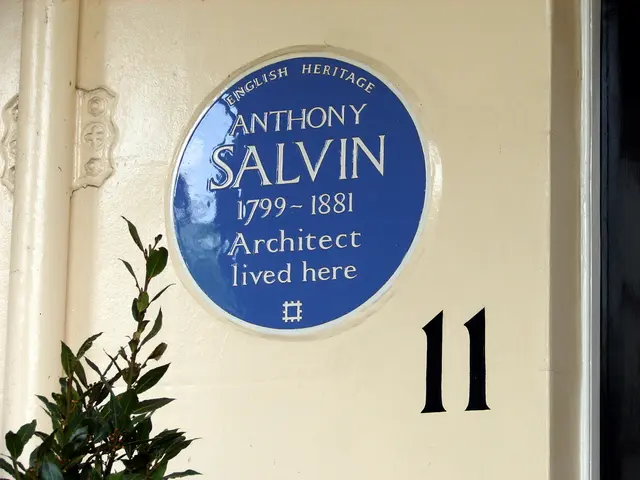 ENGLISH HERITAGE
ANTHONY
SALVIN
1799~1881
Architect
lived here
11